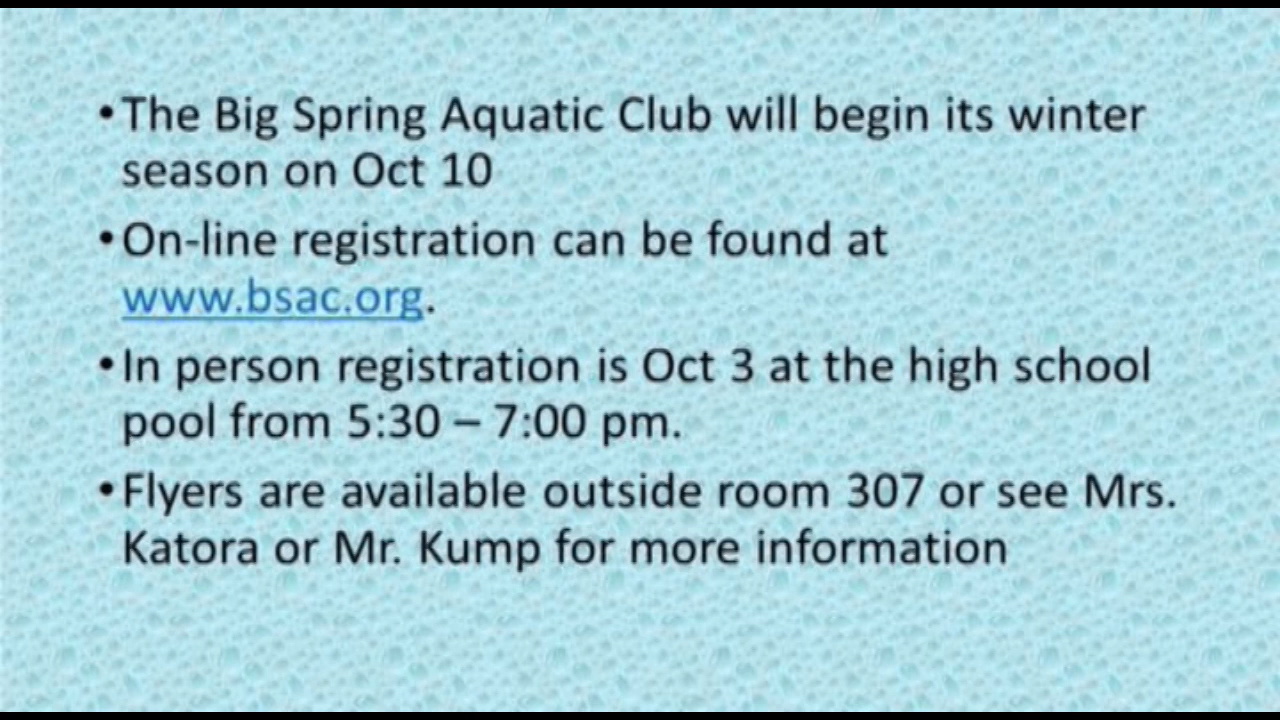 •The Big Spring Aquatic Club will begin its winter
season on Oct 10
•On-line registration can be found at
www.bsac.org.
•In person registration is Oct 3 at the high school
pool from 5:30 – 7:00 pm.
•Flyers are available outside room 307 or see Mrs.
Katora or Mr. Kump for more information